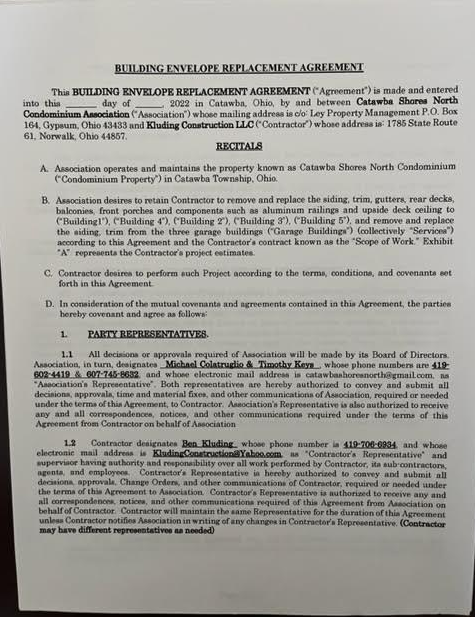 BUILDING ENVELOPE REPLACEMENT AGREEMENT
This BUILDING ENVELOPE REPLACEMENT AGREEMENT ("Agreement") is made and entered
into this ______ day of ______, 2022 in Catawba, Ohio, by and between Catawba Shores North
Condominium Association ("Association") whose mailing address is c/o: Ley Property Management P.O. Box
164, Gypsum, Ohio 43433 and Kluding Construction LLC ("Contractor") whose address is: 1785 State Route
61, Norwalk, Ohio 44857.
RECITALS
A. Association operates and maintains the property known as Catawba Shores North Condominium
("Condominium Property") in Catawba Township, Ohio.
B. Association desires to retain Contractor to remove and replace the siding, trim, gutters, rear decks,
balconies, front porches and components such as aluminum railings and upside deck ceiling to
("Building1"), ("Building 4"), ("Building 2"), ("Building 3"), ("Building 5"), and remove and replace
the siding, trim from the three garage buildings ("Garage Buildings") (collectively "Services")
according to this Agreement and the Contractor's contract known as the "Scope of Work." Exhibit
"A" represents the Contractor's project estimates.
C. Contractor desires to perform such Project according to the terms, conditions, and covenants set
forth in this Agreement.
D. In consideration of the mutual covenants and agreements contained in this Agreement, the parties
hereby covenant and agree as follows:
1. PARTY REPRESENTATIVES.
1.1 All decisions or approvals required of Association will be made by its Board of Directors.
Association, in turn, designates Michael Colatruglio & Timothy Keys, whose phone numbers are 419-
602-4419 & 607-745-8632, and whose electronic mail address is catawbashoresnorth@gmail.com, as
"Association's Representative". Both representatives are hereby authorized to convey and submit all
decisions, approvals, time and material fixes, and other communications of Association, required or needed
under the terms of this Agreement, to Contractor. Association's Representative is also authorized to receive
any and all correspondences, notices, and other communications required under the terms of this
Agreement from Contractor on behalf of Association
1.2 Contractor designates Ben Kluding, whose phone number is 419-706-6934, and whose
electronic mail address is KludingConstruction@Yahoo.com, as "Contractor's Representative" and
supervisor having authority and responsibility over all work performed by Contractor, its sub-contractors,
agents, and employees. Contractor's Representative is hereby authorized to convey and submit all
decisions, approvals, Change Orders, and other communications of Contractor, required or needed under
the terms of this Agreement to Association. Contractor's Representative is authorized to receive any and
all correspondences, notices, and other communications required of this Agreement from Association on
behalf of Contractor. Contractor will maintain the same Representative for the duration of this Agreement
unless Contractor notifies Association in writing of any changes in Contractor's Representative. (Contractor
may have different representatives as needed)